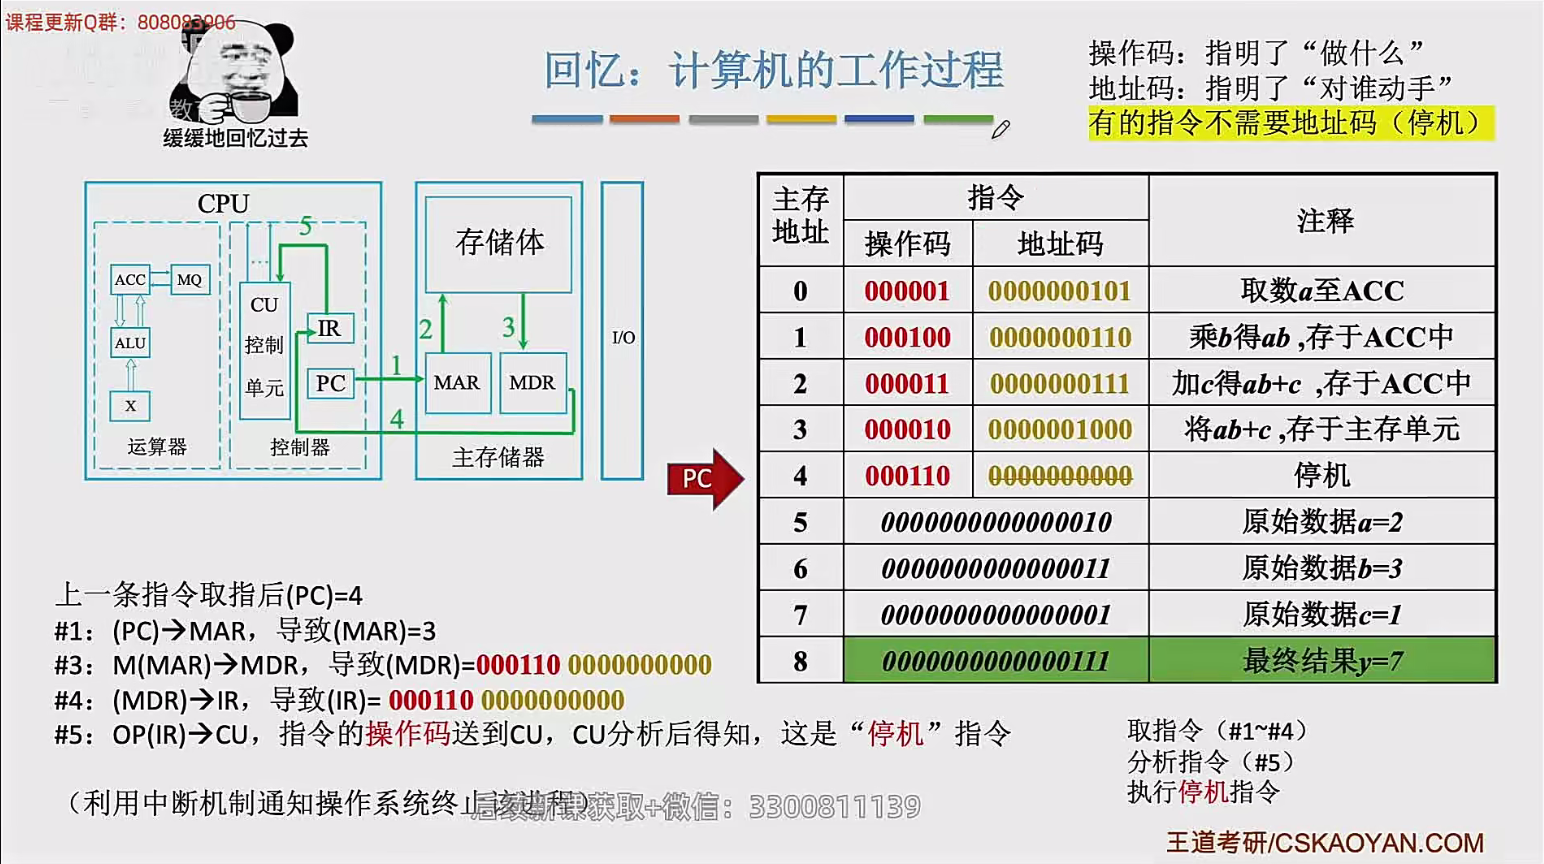 课程更新Q群：808083906
缓缓地回忆过去
回忆：计算机的工作过程
操作码：指明了“做什么”
地址码：指明了“对谁动手”
有的指令不需要地址码（停机）
CPU
5
ACC
MQ
ALU
X
运算器
...
CU
控制
单元
IR
PC
控制器
1
4
存储体
2
3
MAR
MDR
主存储器
I/O
PC
主存
地址
指令
注释
操作码 地址码
0 000001 0000000101 取数a至ACC
1 000100 0000000110 乘b得ab ,存于ACC中
2 000011 0000000111 加c得ab+c ,存于ACC中
3 000010 0000001000 将ab+c ,存于主存单元
4 000110 0000000000 停机
5 0000000000000010 原始数据a=2
6 0000000000000011 原始数据b=3
7 0000000000000001 原始数据c=1
8 0000000000000111 最终结果y=7
上一条指令取指后(PC)=4
#1：(PC)→MAR，导致(MAR)=3
#3：M(MAR)→MDR，导致(MDR)=000110 0000000000
#4：(MDR)→IR，导致(IR)= 000110 0000000000
#5：OP(IR)→CU，指令的操作码送到CU，CU分析后得知，这是“停机”指令
（利用中断机制通知操作系统终止该进程）
后续新课获取+微信：3300811139
取指令（#1~#4）
分析指令（#5）
执行停机指令
王道考研/CSKAOYAN.COM